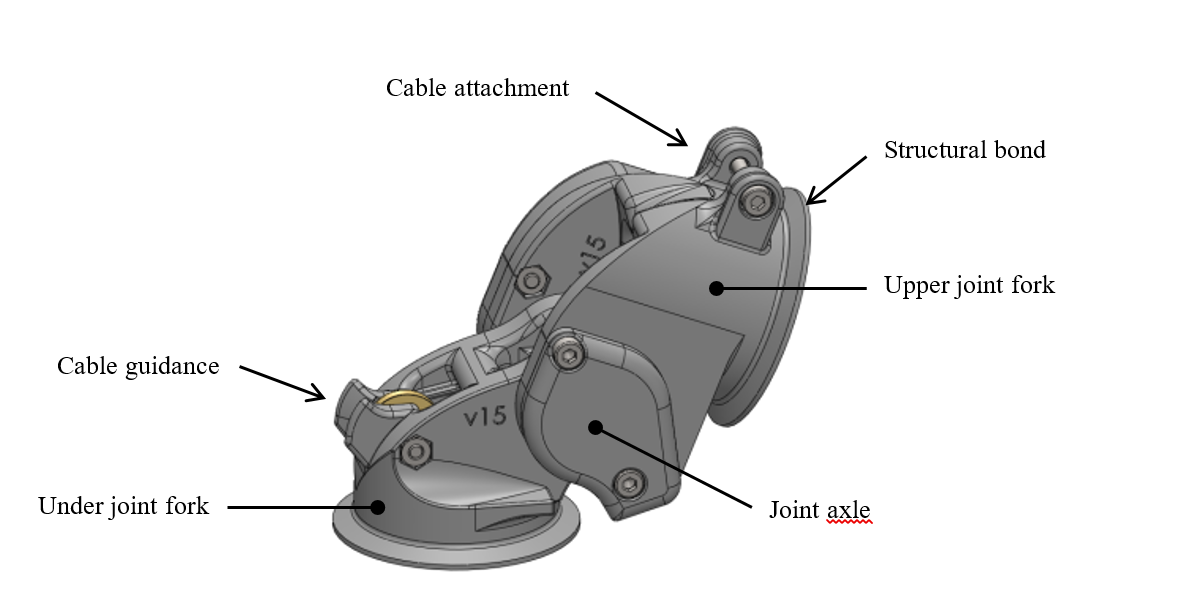 Cable attachment
Structural bond
v15
Upper joint fork
Cable guidance
v15
Under joint fork
Joint axle